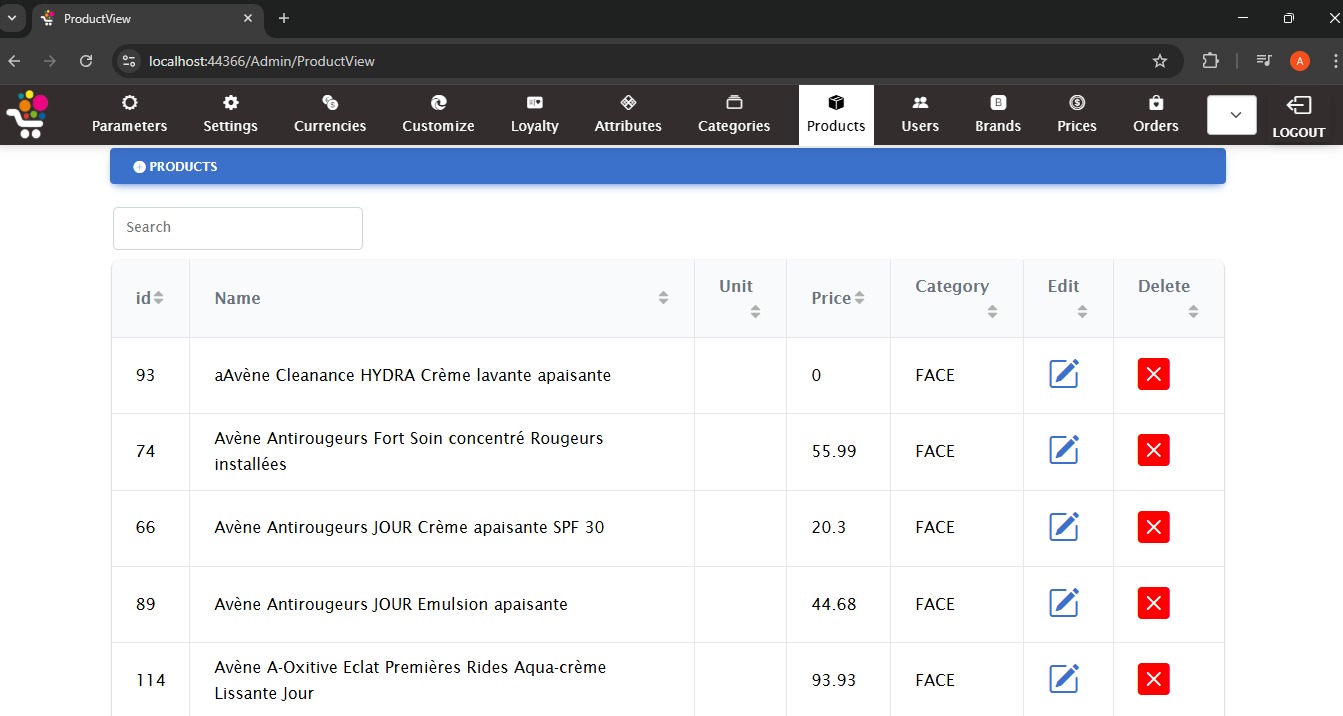 ProductView
localhost:44366/Admin/ProductView
A
Parameters Settings Currencies Customize Loyalty Attributes Categories Products Users B Brands Prices Orders LOGOUT
PRODUCTS
Search
id Name Unit Price Category Edit Delete
93 aAvène Cleanance HYDRA Crème lavante apaisante 0 FACE
74 Avène Antirougeurs Fort Soin concentré Rougeurs
installées 55.99 FACE
66 Avène Antirougeurs JOUR Crème apaisante SPF 30 20.3 FACE
89 Avène Antirougeurs JOUR Emulsion apaisante 44.68 FACE
114 Avène A-Oxitive Eclat Premières Rides Aqua-crème
Lissante Jour 93.93 FACE